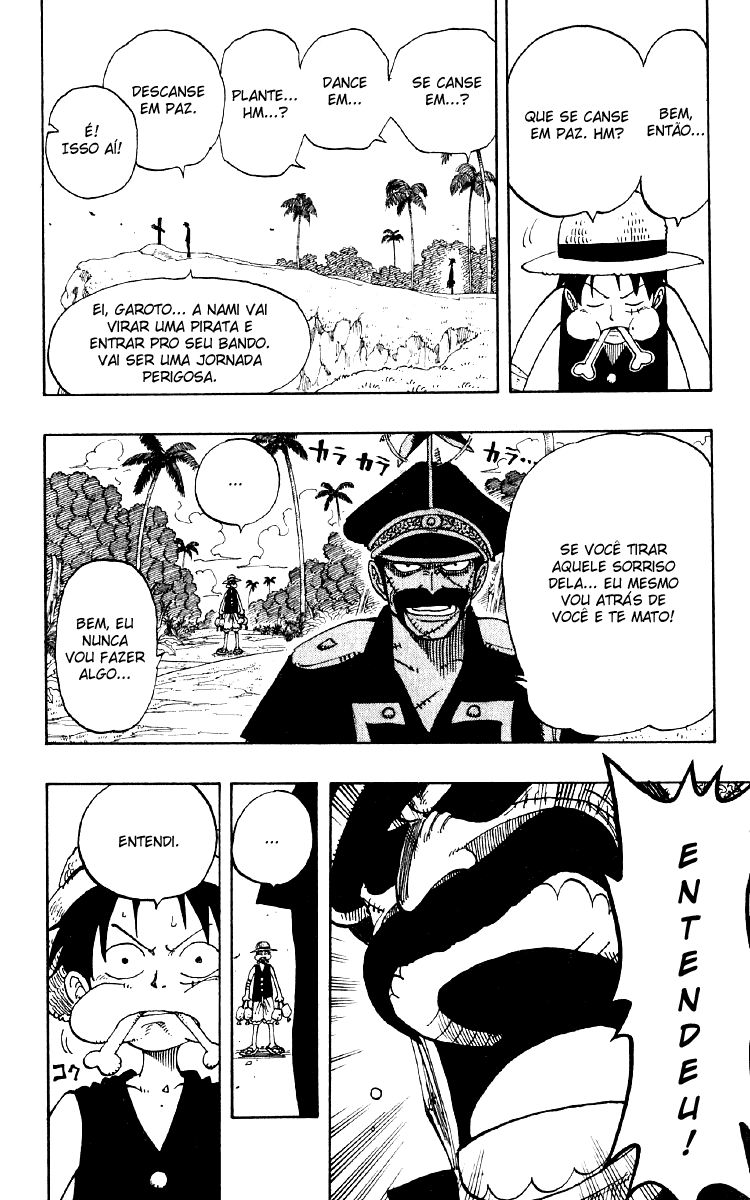 BEM,
ENTÃO...
QUE SE CANSE
EM PAZ. HM?
SE CANSE
EM...?
DANCE
EM...
PLANTE...
HM...?
DESCANSE
EM PAZ.
É!
ISSO AÍ!
EI, GAROTO... A NAMI VAI
VIRAR UMA PIRATA E
ENTRAR PRO SEU BANDO.
VAI SER UMA JORNADA
PERIGOSA.
SE VOCÊ TIRAR
AQUELE SORRISO
DELA... EU MESMO
VOU ATRÁS DE
VOCÊ E TE MATO!
カラ...
カラ
カラ
...
BEM, EU
NUNCA
VOU FAZER
ALGO...
ENTENDEU!
...
ENTENDI.
コク